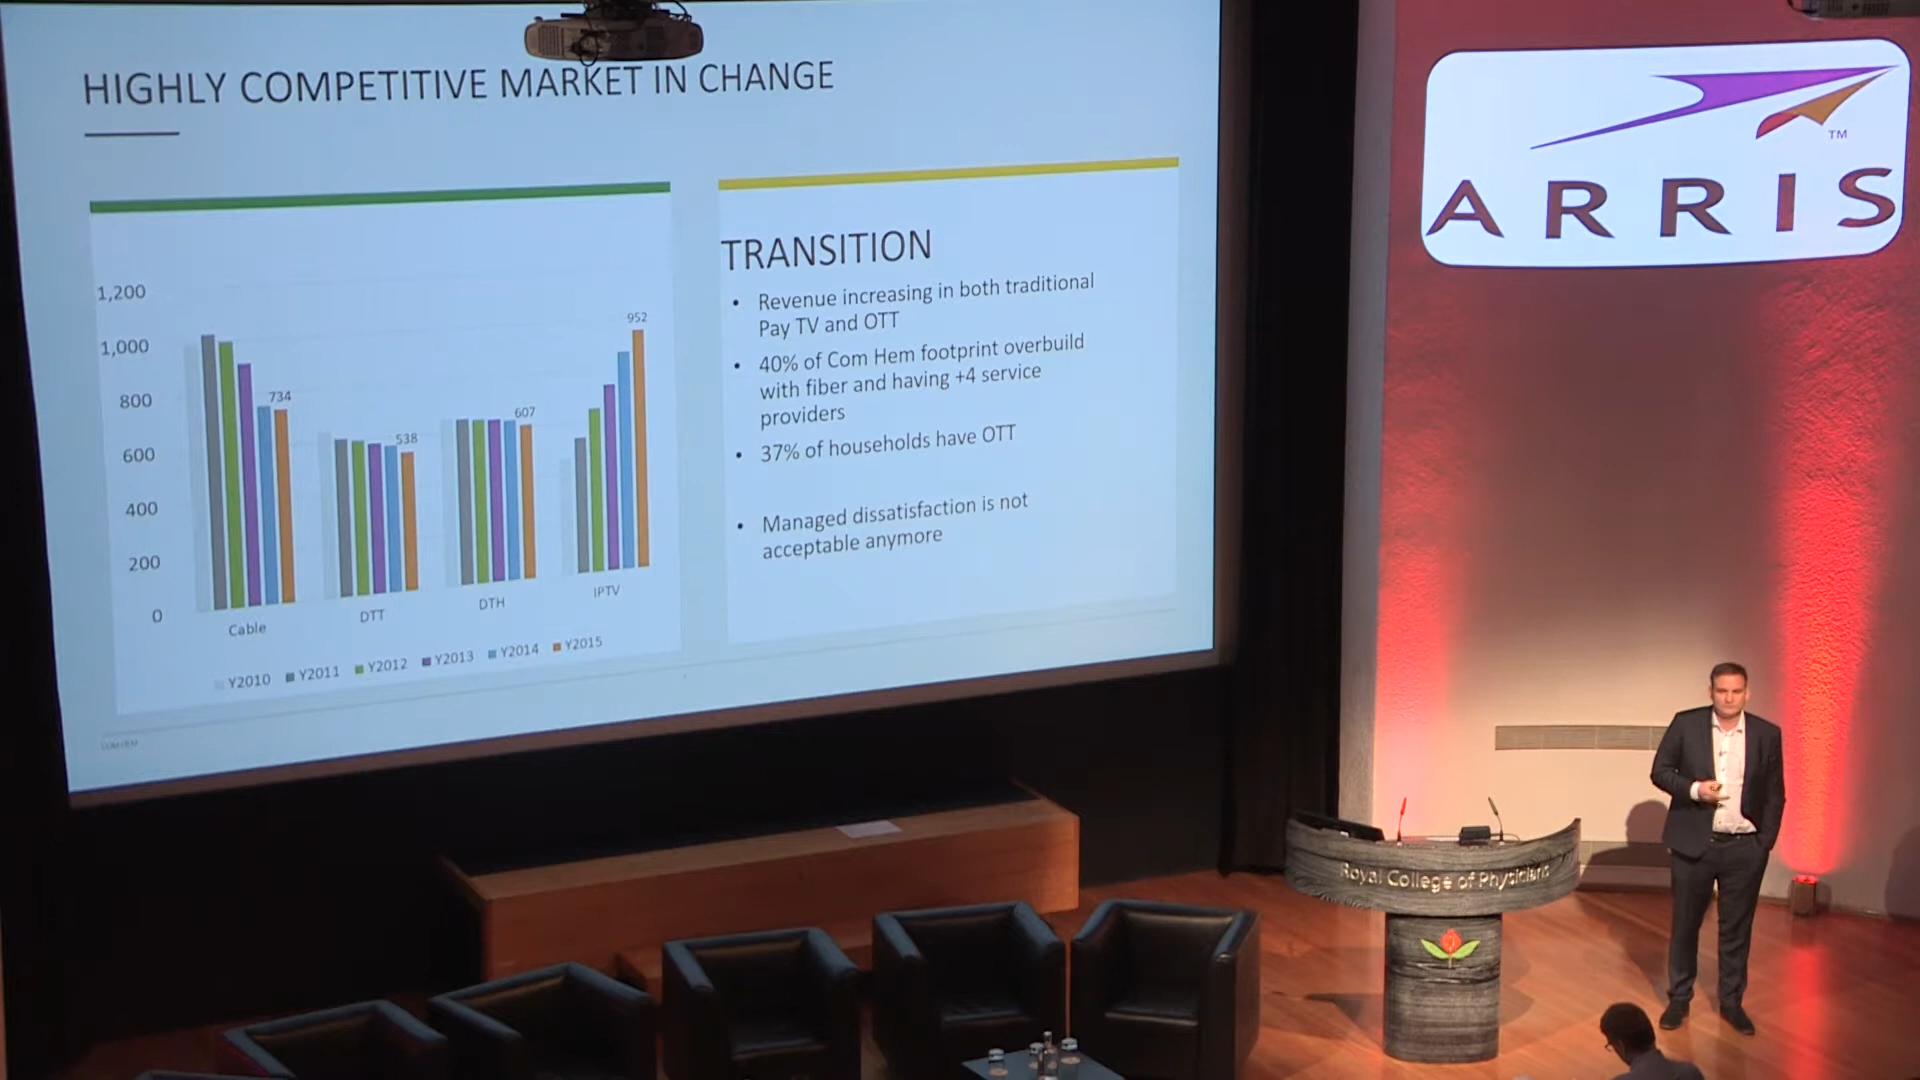 HIGHLY COMPETITIVE MARKET IN CHANGE
1,200
1,000
800
600
400
200
0
734
538
607
952
Cable
DTT
DTH
IPTV
Y2010
Y2011
Y2012
Y2013
Y2014
Y2015
TRANSITION
• Revenue increasing in both traditional
Pay TV and OTT
• 40% of Com Hem footprint overbuild
with fiber and having +4 service
providers
• 37% of households have OTT
• Managed dissatisfaction is not
acceptable anymore
ARRIS
TM
Royal College of Physicians